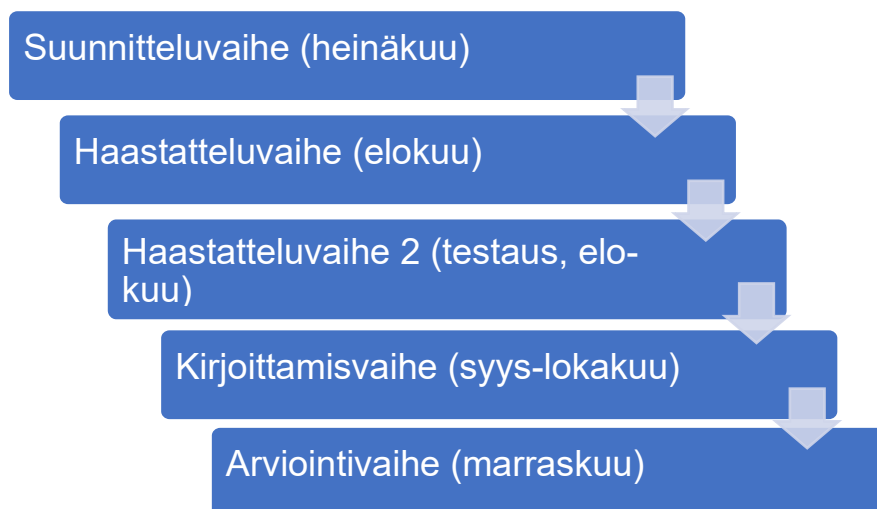 Suunnitteluvaihe (heinäkuu)
Haastatteluvaihe (elokuu)
Haastatteluvaihe 2 (testaus, elo-
kuu)
Kirjoittamisvaihe (syys-lokakuu)
Arviointivaihe (marraskuu)